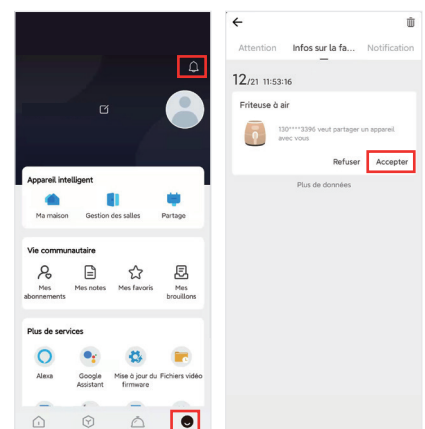 Appareil intelligent
Ma maison
Gestion des salles
Partage
Vie communautaire
Mes abonnements
Mes notes
Mes favoris
Mes brouillons
Plus de services
Alexa
Google Assistant
Mise à jour du firmware
Fichiers vidéo
Attention
Infos sur la fa...
Notification
12/21 11:53:16
Friteuse à air
130****3396 veut partager un appareil
avec vous
Refuser
Accepter
Plus de données